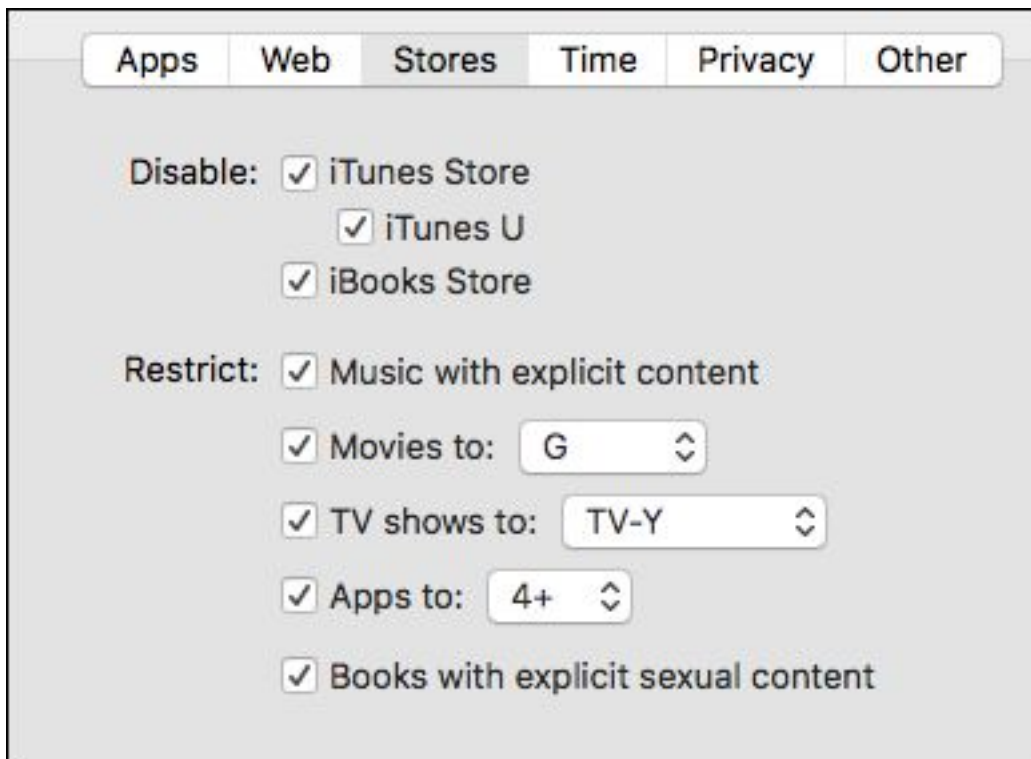 Apps Web Stores Time Privacy Other
Disable: iTunes Store
iTunes U
iBooks Store
Restrict: Music with explicit content
Movies to: G
TV shows to: TV-Y
Apps to: 4+
Books with explicit sexual content